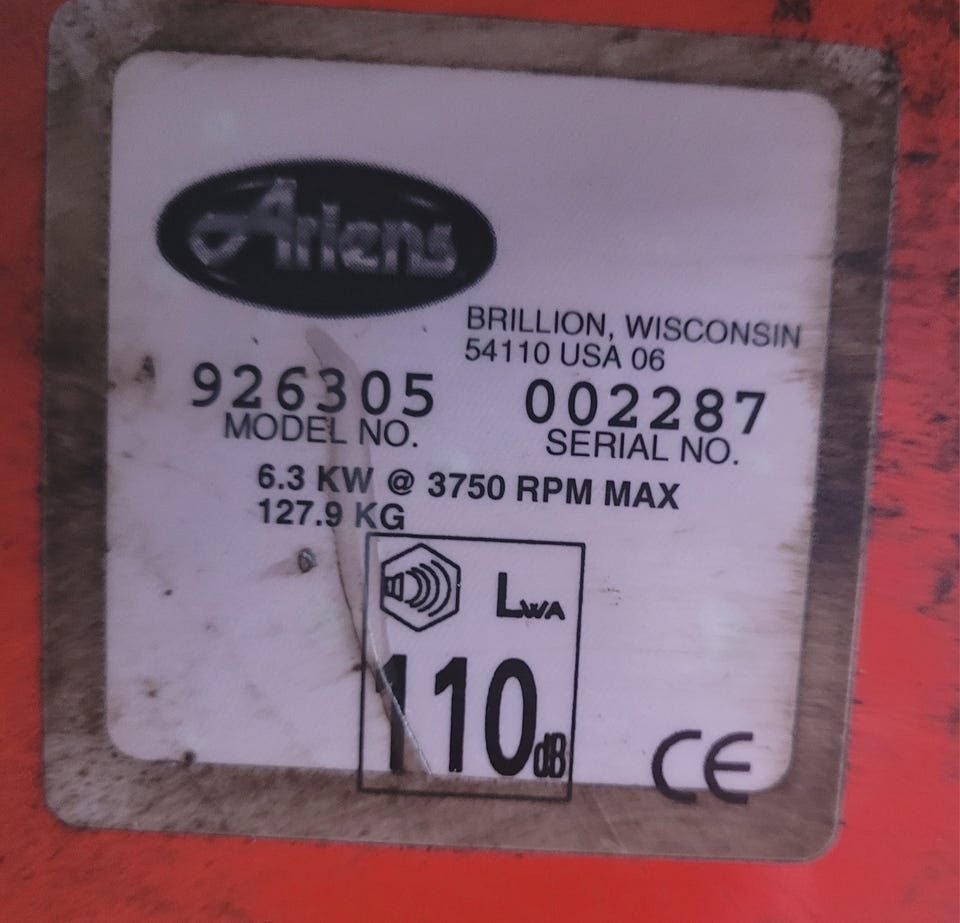 Ariens
BRILLION, WISCONSIN
54110 USA 06
926305 002287
MODEL NO. SERIAL NO.
6.3 KW @ 3750 RPM MAX
127.9 KG
LWA
110dB
CE